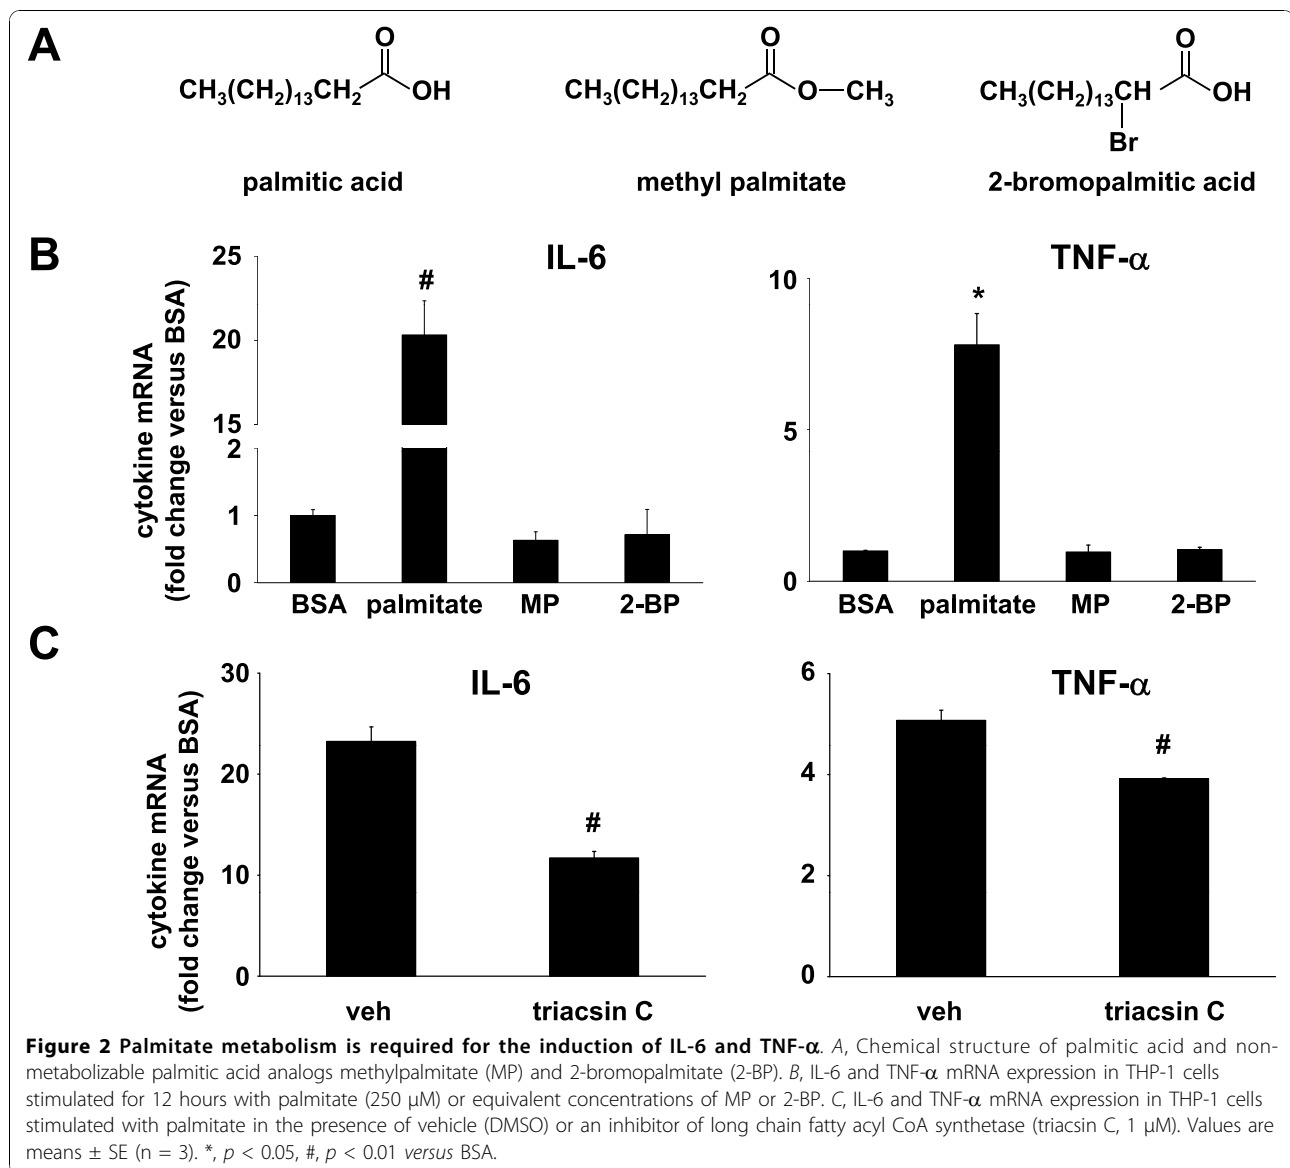 A
CH3(CH2)13CH2
O
OH
palmitic acid
CH3(CH2)13CH2
O
O
CH3
methyl palmitate
CH3(CH2)13CH
O
OH
Br
2-bromopalmitic acid
B
IL-6
cytokine mRNA
(fold change versus BSA)
25
20
15
2
1
0
#
BSA palmitate MP 2-BP
TNF-α
10
5
0
*
BSA palmitate MP 2-BP
C
IL-6
cytokine mRNA
(fold change versus BSA)
30
20
10
0
#
veh triacsin C
TNF-α
6
4
2
0
#
veh triacsin C
Figure 2 Palmitate metabolism is required for the induction of IL-6 and TNF-α. A, Chemical structure of palmitic acid and non-
metabolizable palmitic acid analogs methylpalmitate (MP) and 2-bromopalmitate (2-BP). B, IL-6 and TNF-α mRNA expression in THP-1 cells
stimulated for 12 hours with palmitate (250 μM) or equivalent concentrations of MP or 2-BP. C, IL-6 and TNF-α mRNA expression in THP-1 cells
stimulated with palmitate in the presence of vehicle (DMSO) or an inhibitor of long chain fatty acyl CoA synthetase (triacsin C, 1 μM). Values are
means ± SE (n = 3). *, p < 0.05, #, p < 0.01 versus BSA.